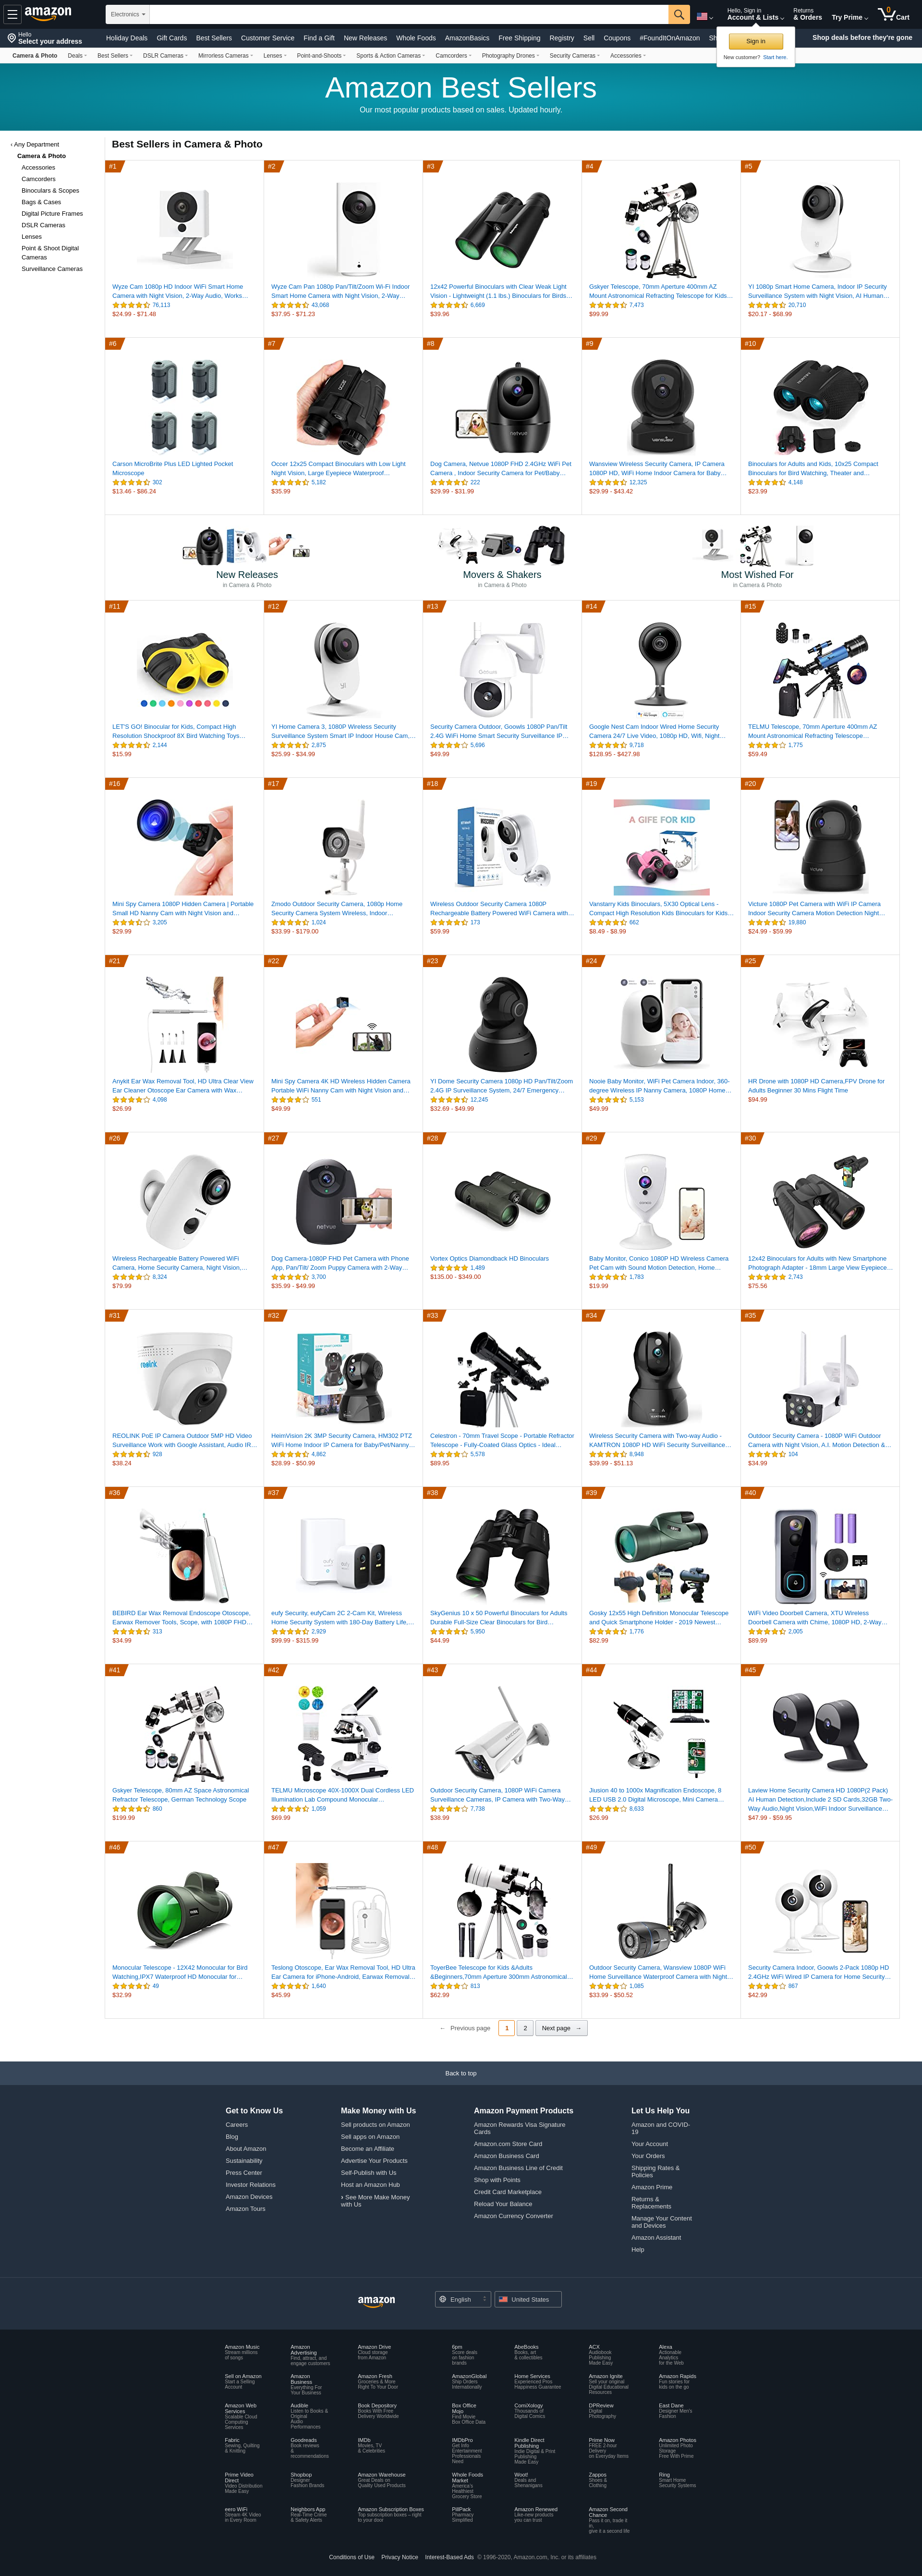 amazon
Electronics
Hello
Select your address
Hello, Sign in
Account & Lists
Returns
& Orders
Try Prime
0
Cart
Holiday Deals Gift Cards Best Sellers Customer Service Find a Gift New Releases Whole Foods AmazonBasics Free Shipping Registry Sell Coupons #FoundItOnAmazon
Shop deals before they're gone
Sign in
New customer? Start here.
Camera & Photo Deals Best Sellers DSLR Cameras Mirrorless Cameras Lenses Point-and-Shoots Sports & Action Cameras Camcorders Photography Drones Security Cameras Accessories
Amazon Best Sellers
Our most popular products based on sales. Updated hourly.
‹ Any Department
Camera & Photo
Accessories
Camcorders
Binoculars & Scopes
Bags & Cases
Digital Picture Frames
DSLR Cameras
Lenses
Point & Shoot Digital
Cameras
Surveillance Cameras
Best Sellers in Camera & Photo
#1
Wyze Cam 1080p HD Indoor WiFi Smart Home
Camera with Night Vision, 2-Way Audio, Works…
76,113
$24.99 - $71.48
#2
Wyze Cam Pan 1080p Pan/Tilt/Zoom Wi-Fi Indoor
Smart Home Camera with Night Vision, 2-Way…
43,068
$37.95 - $71.23
#3
12x42 Powerful Binoculars with Clear Weak Light
Vision - Lightweight (1.1 lbs.) Binoculars for Birds…
6,669
$39.96
#4
Gskyer Telescope, 70mm Aperture 400mm AZ
Mount Astronomical Refracting Telescope for Kids…
7,473
$99.99
#5
YI 1080p Smart Home Camera, Indoor IP Security
Surveillance System with Night Vision, AI Human…
20,710
$20.17 - $68.99
#6
Carson MicroBrite Plus LED Lighted Pocket
Microscope
302
$13.46 - $86.24
#7
Occer 12x25 Compact Binoculars with Low Light
Night Vision, Large Eyepiece Waterproof…
5,182
$35.99
#8
netvue
Dog Camera, Netvue 1080P FHD 2.4GHz WiFi Pet
Camera , Indoor Security Camera for Pet/Baby…
222
$29.99 - $31.99
#9
wansview
Wansview Wireless Security Camera, IP Camera
1080P HD, WiFi Home Indoor Camera for Baby…
12,325
$29.99 - $43.42
#10
Binoculars for Adults and Kids, 10x25 Compact
Binoculars for Bird Watching, Theater and…
4,148
$23.99
New Releases
in Camera & Photo
Movers & Shakers
in Camera & Photo
Most Wished For
in Camera & Photo
#11
LET'S GO! Binocular for Kids, Compact High
Resolution Shockproof 8X Bird Watching Toys…
2,144
$15.99
#12
YI Home Camera 3, 1080P Wireless Security
Surveillance System Smart IP Indoor House Cam,…
2,875
$25.99 - $34.99
#13
Goowls
Security Camera Outdoor, Goowls 1080P Pan/Tilt
2.4G WiFi Home Smart Security Surveillance IP…
5,696
$49.99
#14
Google Nest Cam Indoor Wired Home Security
Camera 24/7 Live Video, 1080p HD, Wifi, Night…
9,718
$128.95 - $427.98
#15
TELMU Telescope, 70mm Aperture 400mm AZ
Mount Astronomical Refracting Telescope…
1,775
$59.49
#16
Mini Spy Camera 1080P Hidden Camera | Portable
Small HD Nanny Cam with Night Vision and…
3,205
$29.99
#17
Zmodo Outdoor Security Camera, 1080p Home
Security Camera System Wireless, Indoor…
1,024
$33.99 - $179.00
#18
Wireless Outdoor Security Camera 1080P
Rechargeable Battery Powered WiFi Camera with…
173
$59.99
#19
A GIFE FOR KID
Vanstarry Kids Binoculars, 5X30 Optical Lens -
Compact High Resolution Kids Binoculars for Kids…
662
$8.49 - $8.99
#20
victure
Victure 1080P Pet Camera with WiFi IP Camera
Indoor Security Camera Motion Detection Night…
19,880
$24.99 - $59.99
#21
Anykit Ear Wax Removal Tool, HD Ultra Clear View
Ear Cleaner Otoscope Ear Camera with Wax…
4,098
$26.99
#22
Mini Spy Camera 4K HD Wireless Hidden Camera
Portable WiFi Nanny Cam with Night Vision and…
551
$49.99
#23
YI Dome Security Camera 1080p HD Pan/Tilt/Zoom
2.4G IP Surveillance System, 24/7 Emergency…
12,245
$32.69 - $49.99
#24
Nooie Baby Monitor, WiFi Pet Camera Indoor, 360-
degree Wireless IP Nanny Camera, 1080P Home…
5,153
$49.99
#25
HR Drone with 1080P HD Camera,FPV Drone for
Adults Beginner 30 Mins Flight Time
$94.99
#26
Wireless Rechargeable Battery Powered WiFi
Camera, Home Security Camera, Night Vision,…
8,324
$79.99
#27
netvue
Dog Camera-1080P FHD Pet Camera with Phone
App, Pan/Tilt/ Zoom Puppy Camera with 2-Way…
3,700
$35.99 - $49.99
#28
Vortex Optics Diamondback HD Binoculars
1,489
$135.00 - $349.00
#29
Baby Monitor, Conico 1080P HD Wireless Camera
Pet Cam with Sound Motion Detection, Home…
1,783
$19.99
#30
12x42 Binoculars for Adults with New Smartphone
Photograph Adapter - 18mm Large View Eyepiece…
2,743
$75.56
#31
reolink
REOLINK PoE IP Camera Outdoor 5MP HD Video
Surveillance Work with Google Assistant, Audio IR…
928
$38.24
#32
HeimVision 2K 3MP Security Camera, HM302 PTZ
WiFi Home Indoor IP Camera for Baby/Pet/Nanny…
4,862
$28.99 - $50.99
#33
Celestron - 70mm Travel Scope - Portable Refractor
Telescope - Fully-Coated Glass Optics - Ideal…
5,578
$89.95
#34
Wireless Security Camera with Two-way Audio -
KAMTRON 1080P HD WiFi Security Surveillance…
8,948
$39.99 - $51.13
#35
Outdoor Security Camera - 1080P WiFi Outdoor
Camera with Night Vision, A.I. Motion Detection &…
104
$34.99
#36
BEBIRD Ear Wax Removal Endoscope Otoscope,
Earwax Remover Tools, Scope, with 1080P FHD…
313
$34.99
#37
eufy Security, eufyCam 2C 2-Cam Kit, Wireless
Home Security System with 180-Day Battery Life,…
2,929
$99.99 - $315.99
#38
SkyGenius 10 x 50 Powerful Binoculars for Adults
Durable Full-Size Clear Binoculars for Bird…
5,950
$44.99
#39
Gosky 12x55 High Definition Monocular Telescope
and Quick Smartphone Holder - 2019 Newest…
1,776
$82.99
#40
WiFi Video Doorbell Camera, XTU Wireless
Doorbell Camera with Chime, 1080P HD, 2-Way…
2,005
$89.99
#41
Gskyer Telescope, 80mm AZ Space Astronomical
Refractor Telescope, German Technology Scope
860
$199.99
#42
TELMU Microscope 40X-1000X Dual Cordless LED
Illumination Lab Compound Monocular…
1,059
$69.99
#43
Outdoor Security Camera, 1080P WiFi Camera
Surveillance Cameras, IP Camera with Two-Way…
7,738
$38.99
#44
Jiusion 40 to 1000x Magnification Endoscope, 8
LED USB 2.0 Digital Microscope, Mini Camera…
8,633
$26.99
#45
Laview Home Security Camera HD 1080P(2 Pack)
AI Human Detection,Include 2 SD Cards,32GB Two-
Way Audio,Night Vision,WiFi Indoor Surveillance…
$47.99 - $59.95
#46
Monocular Telescope - 12X42 Monocular for Bird
Watching,IPX7 Waterproof HD Monocular for…
49
$32.99
#47
Teslong Otoscope, Ear Wax Removal Tool, HD Ultra
Ear Camera for iPhone-Android, Earwax Removal…
1,640
$45.99
#48
ToyerBee Telescope for Kids &Adults
&Beginners,70mm Aperture 300mm Astronomical…
813
$62.99
#49
Outdoor Security Camera, Wansview 1080P WiFi
Home Surveillance Waterproof Camera with Night…
1,085
$33.99 - $50.52
#50
Security Camera Indoor, Goowls 2-Pack 1080p HD
2.4GHz WiFi Wired IP Camera for Home Security…
867
$42.99
← Previous page 1 2 Next page →
Back to top
Get to Know Us
Careers
Blog
About Amazon
Sustainability
Press Center
Investor Relations
Amazon Devices
Amazon Tours
Make Money with Us
Sell products on Amazon
Sell apps on Amazon
Become an Affiliate
Advertise Your Products
Self-Publish with Us
Host an Amazon Hub
› See More Make Money
with Us
Amazon Payment Products
Amazon Rewards Visa Signature
Cards
Amazon.com Store Card
Amazon Business Card
Amazon Business Line of Credit
Shop with Points
Credit Card Marketplace
Reload Your Balance
Amazon Currency Converter
Let Us Help You
Amazon and COVID-
19
Your Account
Your Orders
Shipping Rates &
Policies
Amazon Prime
Returns &
Replacements
Manage Your Content
and Devices
Amazon Assistant
Help
amazon
English
United States
Amazon Music
Stream millions
of songs
Amazon
Advertising
Find, attract, and
engage customers
Amazon Drive
Cloud storage
from Amazon
6pm
Score deals
on fashion
brands
AbeBooks
Books, art
& collectibles
ACX
Audiobook
Publishing
Made Easy
Alexa
Actionable
Analytics
for the Web
Sell on Amazon
Start a Selling
Account
Amazon
Business
Everything For
Your Business
Amazon Fresh
Groceries & More
Right To Your Door
AmazonGlobal
Ship Orders
Internationally
Home Services
Experienced Pros
Happiness Guarantee
Amazon Ignite
Sell your original
Digital Educational
Resources
Amazon Rapids
Fun stories for
kids on the go
Amazon Web
Services
Scalable Cloud
Computing
Services
Audible
Listen to Books &
Original
Audio
Performances
Book Depository
Books With Free
Delivery Worldwide
Box Office
Mojo
Find Movie
Box Office Data
ComiXology
Thousands of
Digital Comics
DPReview
Digital
Photography
East Dane
Designer Men's
Fashion
Fabric
Sewing, Quilting
& Knitting
Goodreads
Book reviews
&
recommendations
IMDb
Movies, TV
& Celebrities
IMDbPro
Get Info
Entertainment
Professionals
Need
Kindle Direct
Publishing
Indie Digital & Print
Publishing
Made Easy
Prime Now
FREE 2-hour
Delivery
on Everyday Items
Amazon Photos
Unlimited Photo
Storage
Free With Prime
Prime Video
Direct
Video Distribution
Made Easy
Shopbop
Designer
Fashion Brands
Amazon Warehouse
Great Deals on
Quality Used Products
Whole Foods
Market
America's
Healthiest
Grocery Store
Woot!
Deals and
Shenanigans
Zappos
Shoes &
Clothing
Ring
Smart Home
Security Systems
eero WiFi
Stream 4K Video
in Every Room
Neighbors App
Real-Time Crime
& Safety Alerts
Amazon Subscription Boxes
Top subscription boxes – right
to your door
PillPack
Pharmacy
Simplified
Amazon Renewed
Like-new products
you can trust
Amazon Second
Chance
Pass it on, trade it
in,
give it a second life
Conditions of Use Privacy Notice Interest-Based Ads © 1996-2020, Amazon.com, Inc. or its affiliates